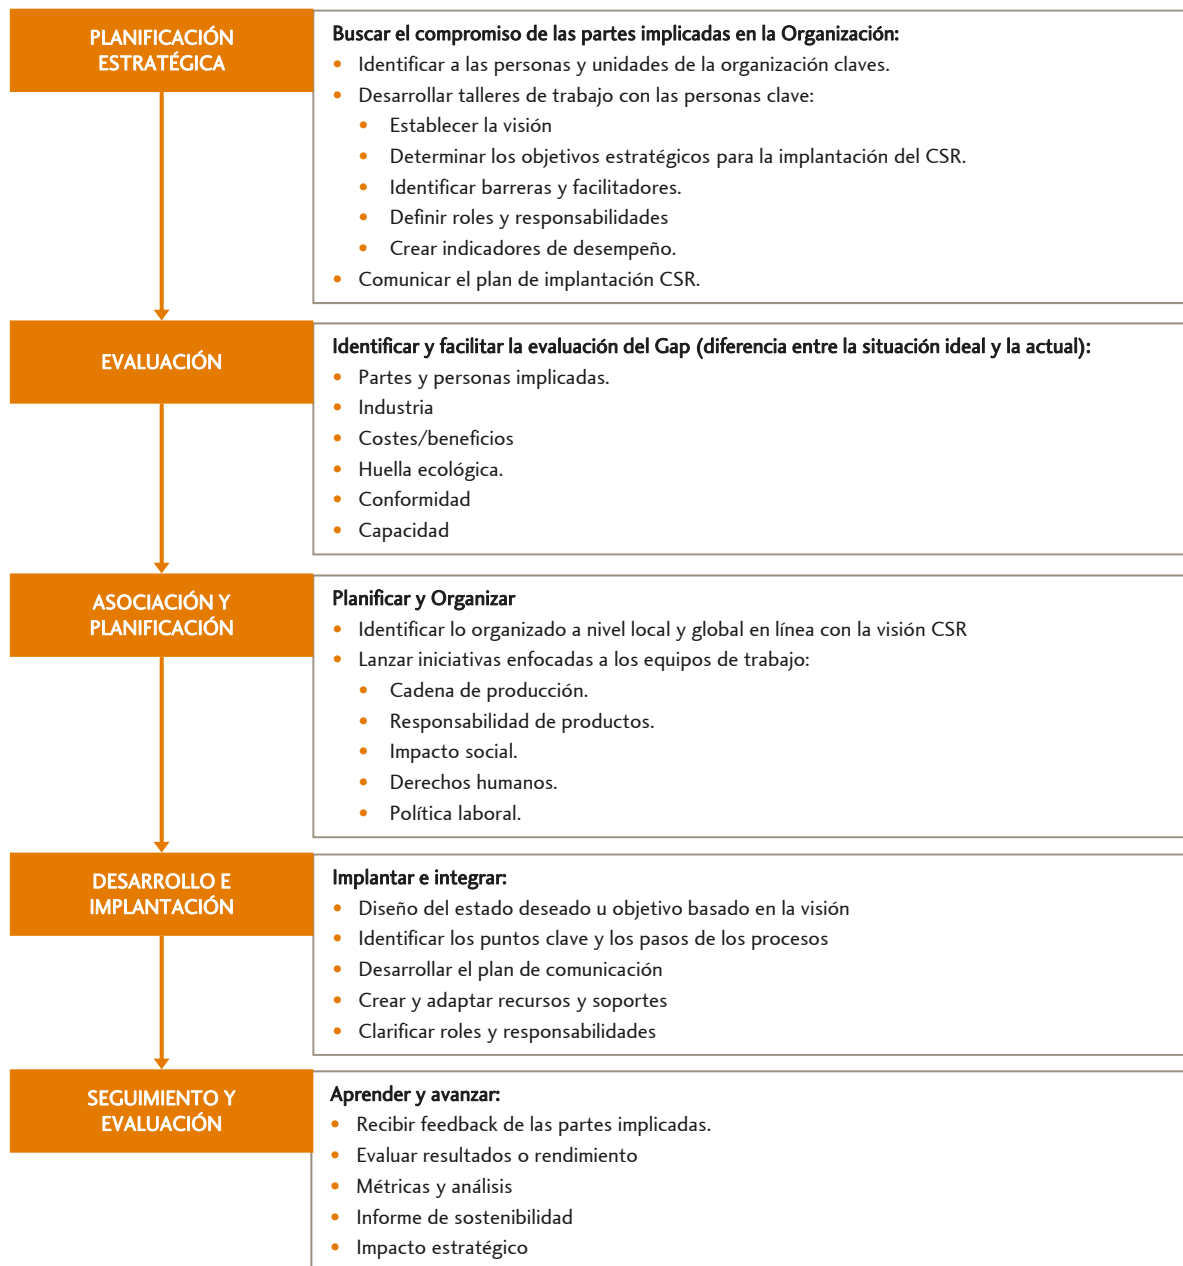 PLANIFICACIÓN
ESTRATÉGICA
Buscar el compromiso de las partes implicadas en la Organización:
• Identificar a las personas y unidades de la organización claves.
• Desarrollar talleres de trabajo con las personas clave:
• Establecer la visión
• Determinar los objetivos estratégicos para la implantación del CSR.
• Identificar barreras y facilitadores.
• Definir roles y responsabilidades
• Crear indicadores de desempeño.
• Comunicar el plan de implantación CSR.
EVALUACIÓN
Identificar y facilitar la evaluación del Gap (diferencia entre la situación ideal y la actual):
• Partes y personas implicadas.
• Industria
• Costes/beneficios
• Huella ecológica.
• Conformidad
• Capacidad
ASOCIACIÓN Y
PLANIFICACIÓN
Planificar y Organizar
• Identificar lo organizado a nivel local y global en línea con la visión CSR
• Lanzar iniciativas enfocadas a los equipos de trabajo:
• Cadena de producción.
• Responsabilidad de productos.
• Impacto social.
• Derechos humanos.
• Política laboral.
DESARROLLO E
IMPLANTACIÓN
Implantar e integrar:
• Diseño del estado deseado u objetivo basado en la visión
• Identificar los puntos clave y los pasos de los procesos
• Desarrollar el plan de comunicación
• Crear y adaptar recursos y soportes
• Clarificar roles y responsabilidades
SEGUIMIENTO Y
EVALUACIÓN
Aprender y avanzar:
• Recibir feedback de las partes implicadas.
• Evaluar resultados o rendimiento
• Métricas y análisis
• Informe de sostenibilidad
• Impacto estratégico